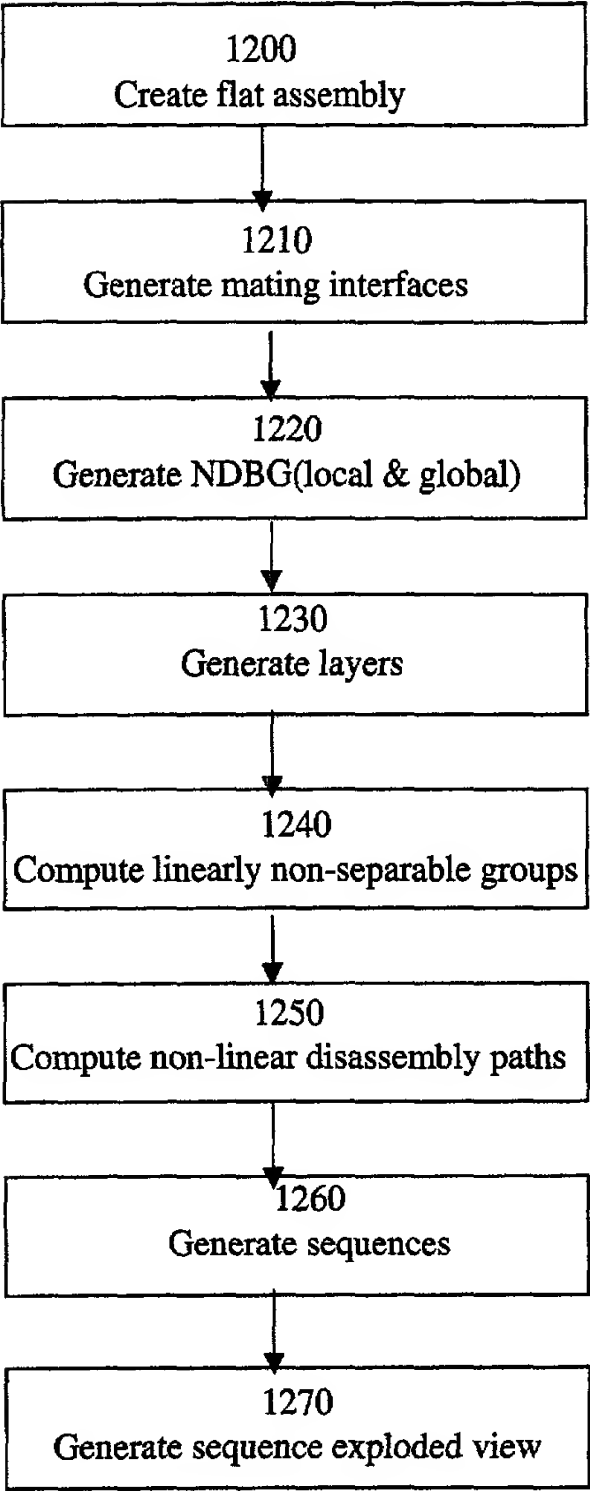 1200
Create flat assembly
1210
Generate mating interfaces
1220
Generate NDBG(local & global)
1230
Generate layers
1240
Compute linearly non-separable groups
1250
Compute non-linear disassembly paths
1260
Generate sequences
1270
Generate sequence exploded view